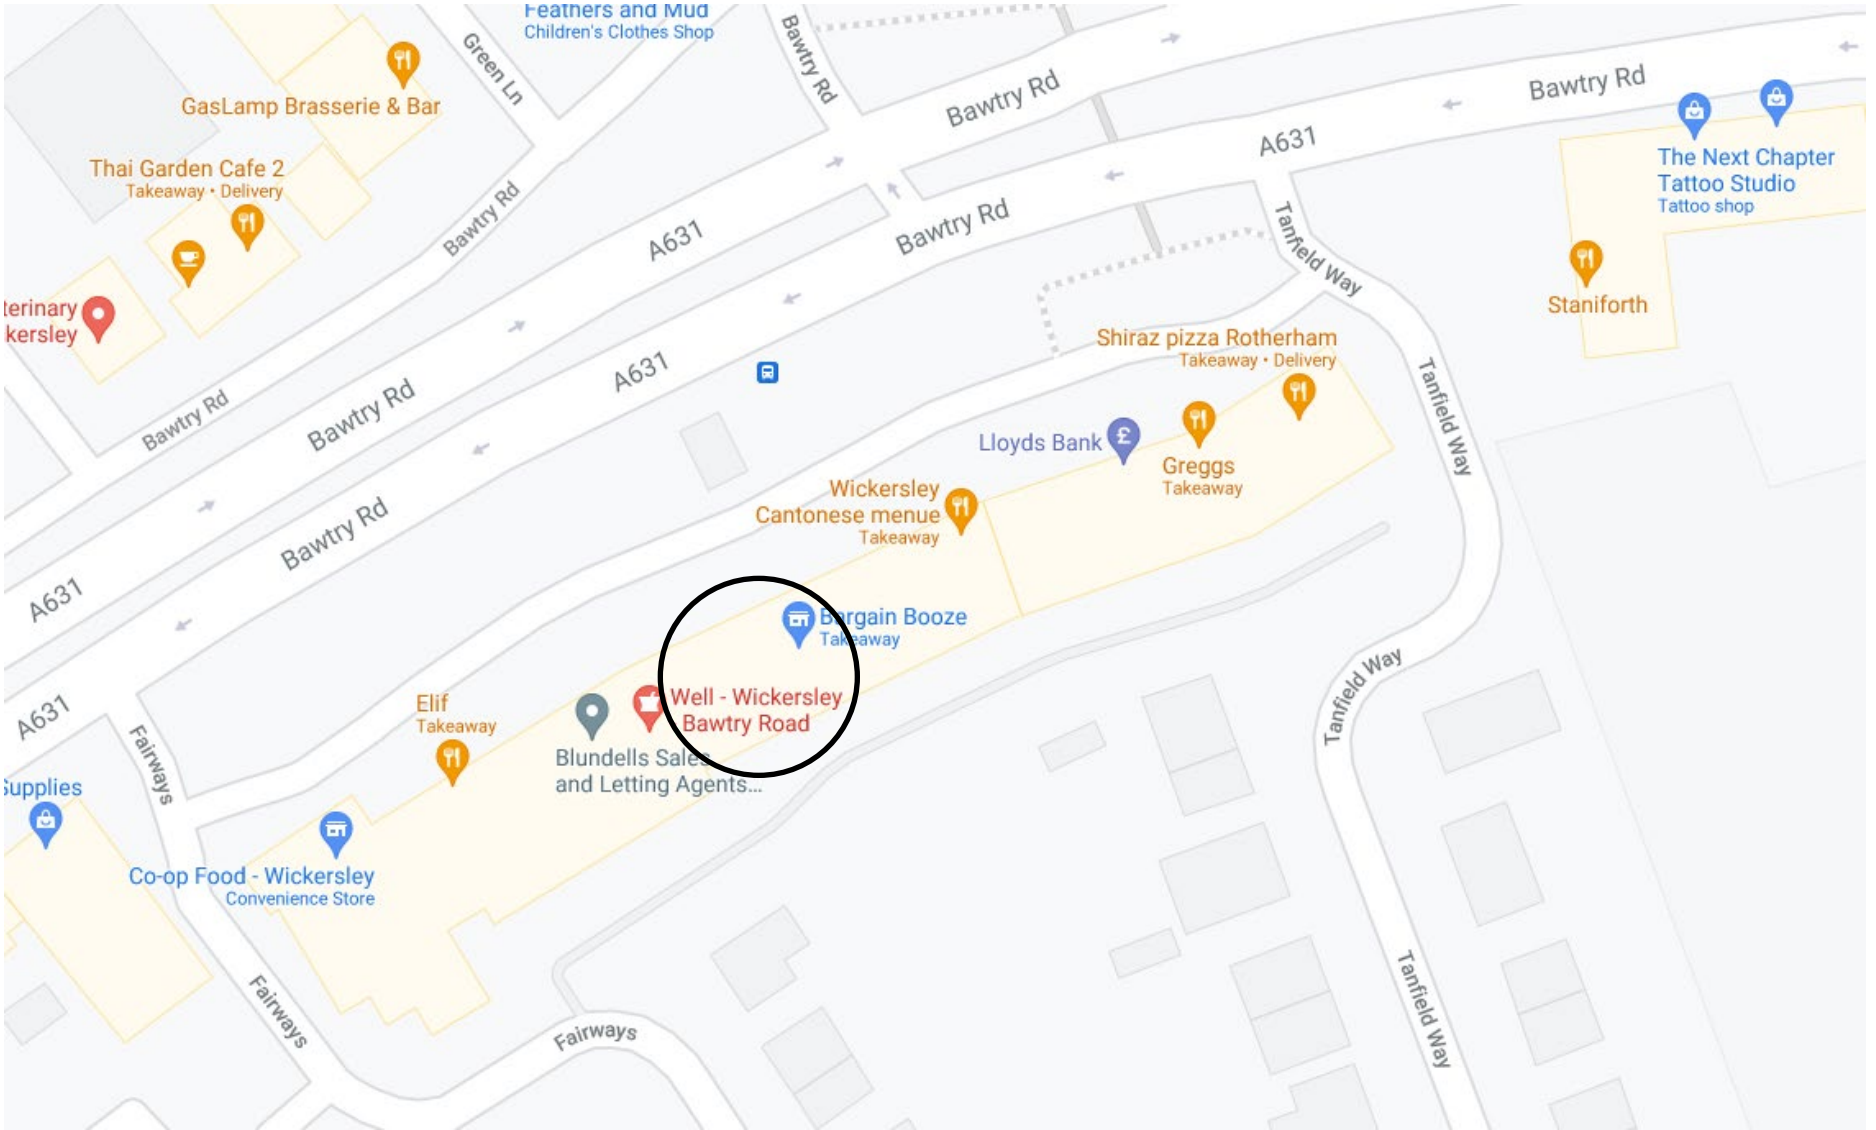 Feathers and Mud
Children's Clothes Shop
Green Ln
Bawtry Rd
GasLamp Brasserie & Bar
Bawtry Rd
Bawtry Rd
A631
The Next Chapter
Tattoo Studio
Tattoo shop
Thai Garden Cafe 2
Takeaway • Delivery
Bawtry Rd
A631
Bawtry Rd
Tanfield Way
Staniforth
terinary
kersley
Shiraz pizza Rotherham
Takeaway • Delivery
A631
Bawtry Rd
Bawtry Rd
Tanfield Way
Lloyds Bank
£
Greggs
Takeaway
Wickersley
Cantonese menue
Takeaway
Bawtry Rd
A631
Bargain Booze
Takeaway
Tanfield Way
Well - Wickersley
Bawtry Road
Elif
Takeaway
A631
Fairways
Blundells Sales
and Letting Agents...
Supplies
Co-op Food - Wickersley
Convenience Store
Fairways
Fairways
Tanfield Way